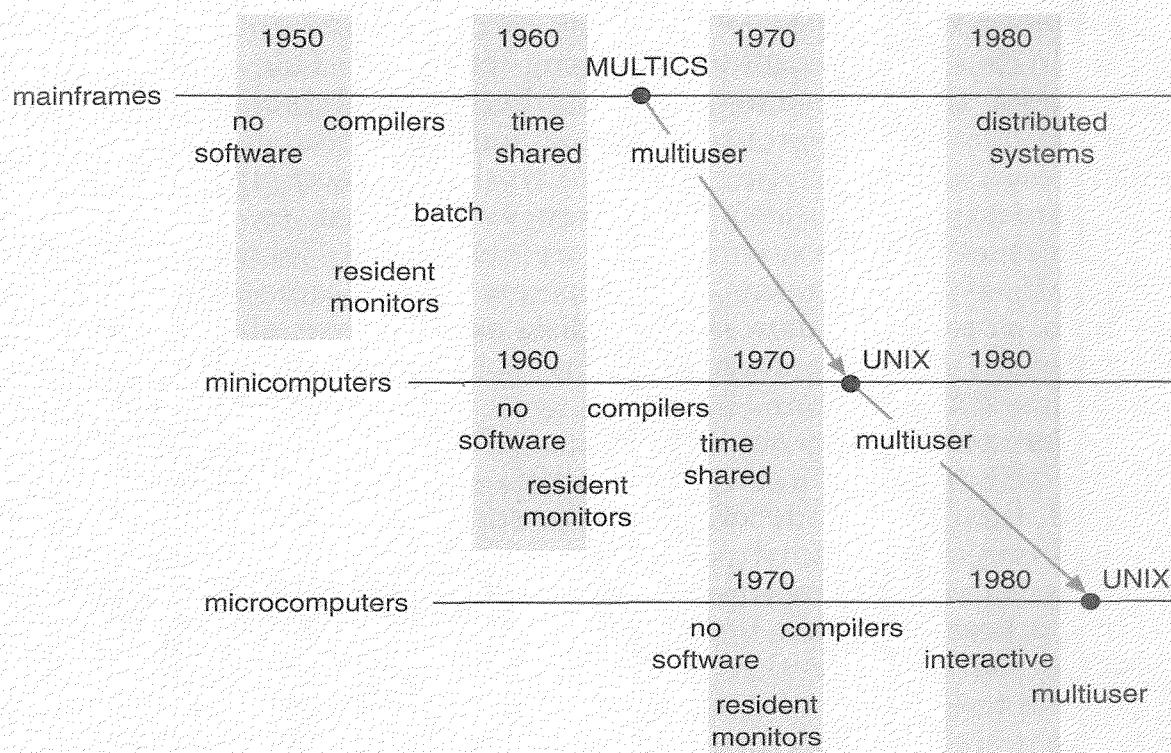 1950 1960 1970 1980
MULTICS
mainframes
no compilers time distributed
software shared multiuser systems
batch
resident
monitors
1960 1970 UNIX 1980
minicomputers
no compilers multiuser
software time
shared
resident
monitors
1970 1980 UNIX
microcomputers
no compilers
software interactive
multiuser
resident
monitors